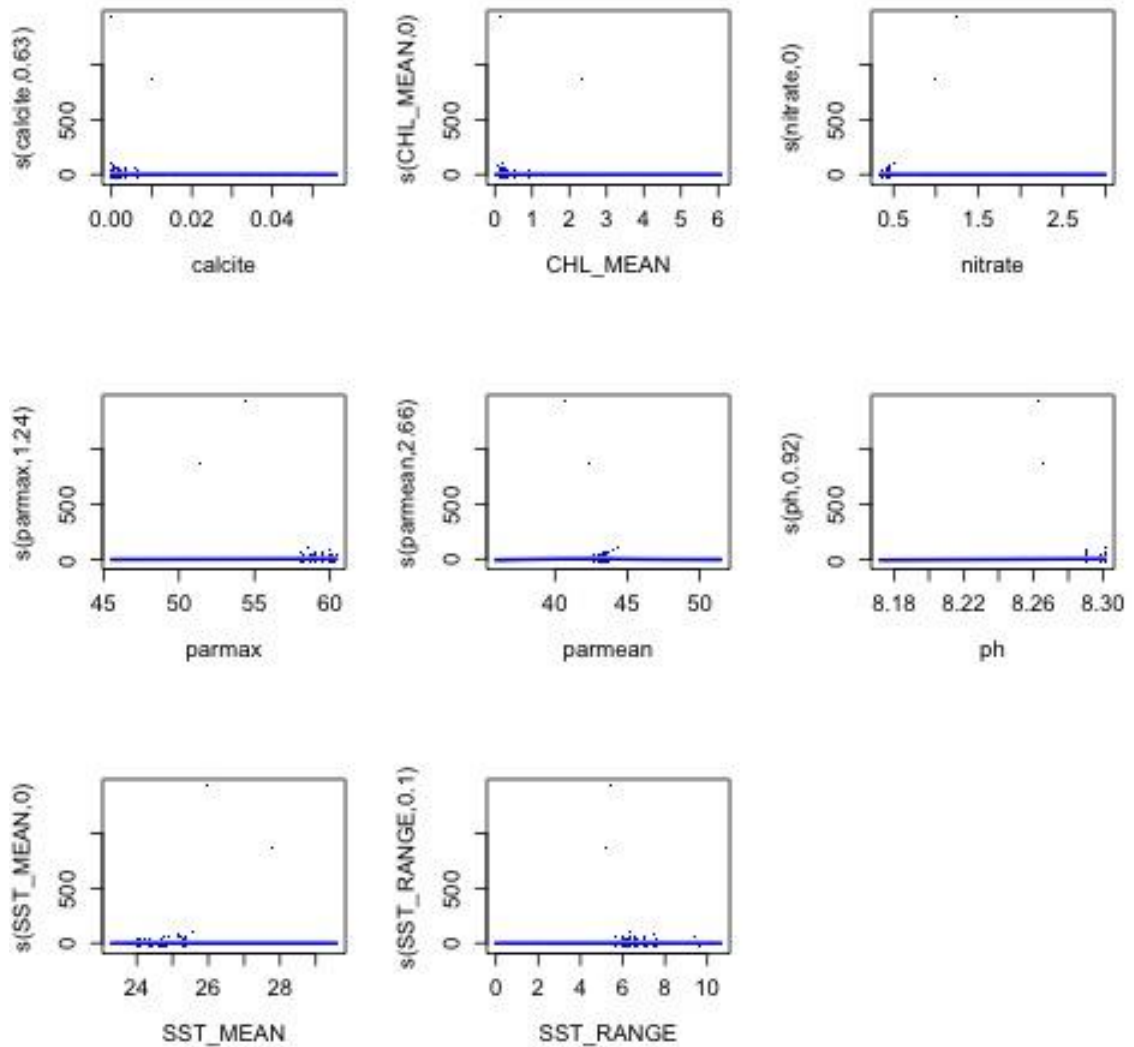 s(calcite,0.63)
0 500
0.00 0.02 0.04
calcite
s(CHL_MEAN,0)
0 500
0 1 2 3 4 5 6
CHL_MEAN
s(nitrate,0)
0 500
0.5 1.5 2.5
nitrate
s(parmax,1.24)
0 500
45 50 55 60
parmax
s(parmean,2.66)
0 500
40 45 50
parmean
s(ph,0.92)
0 500
8.18 8.22 8.26 8.30
ph
s(SST_MEAN,0)
0 500
24 26 28
SST_MEAN
s(SST_RANGE,0.1)
0 500
0 2 4 6 8 10
SST_RANGE